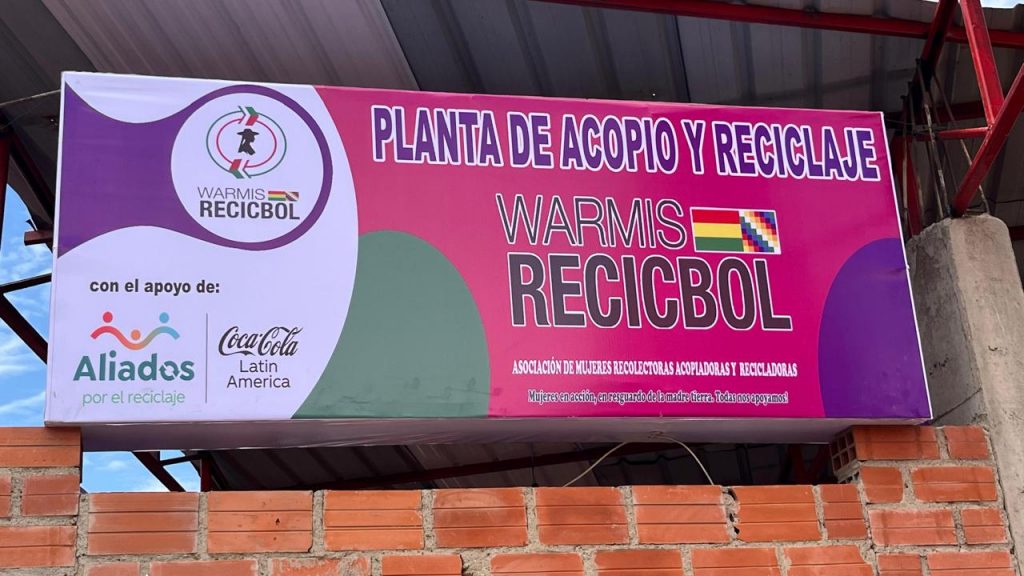 WARMIS
RECICBOL
con el apoyo de:
Aliados
por el reciclaje
Coca-Cola
Latin
America
PLANTA DE ACOPIO Y RECICLAJE
WARMIS
RECICBOL
ASOCIACIÓN DE MUJERES RECOLECTORAS ACOPIADORAS Y RECICLADORAS
Mujeres en acción, en resguardo de la madre tierra. Todas nos apoyamos!